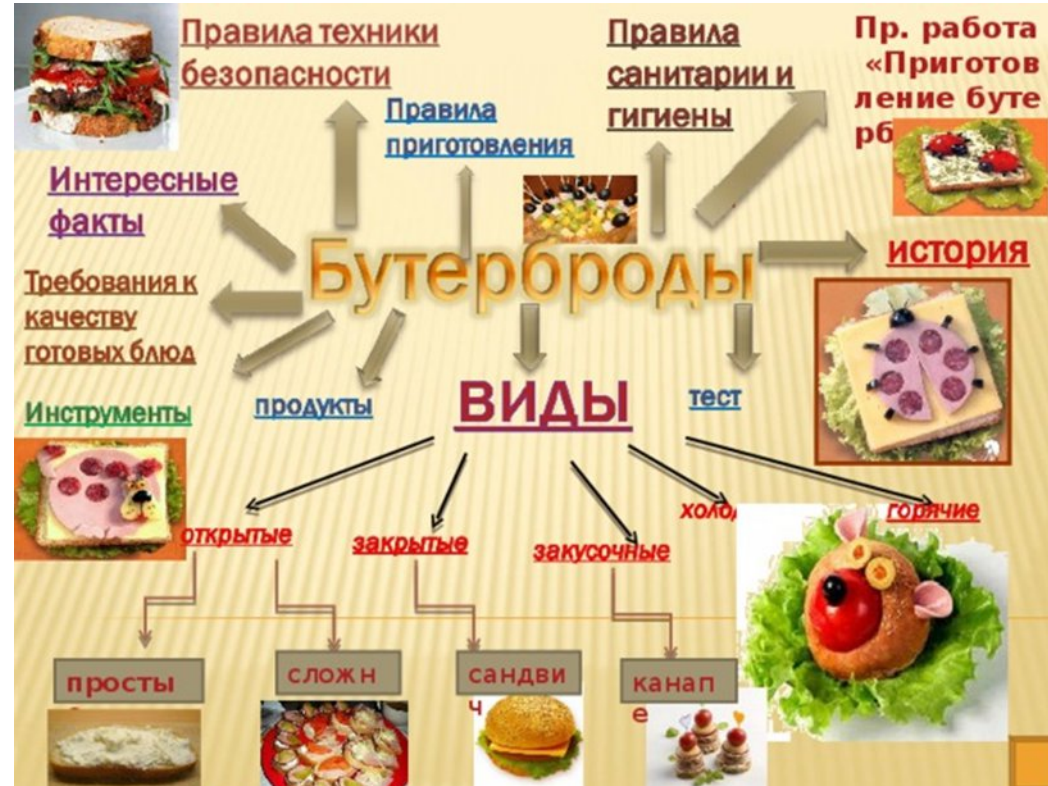 Правила техники
безопасности
Правила
санитарии и
гигиены
Пр. работа
«Приготов
ление буте
рб
Правила
приготовления
Интересные
факты
Бутерброды
история
Требования к
качеству
готовых блюд
Инструменты
продукты
ВИДЫ
тест
открытые
закрытые
закусочные
холод
горячие
просты
сложн
сандви
ч
канап
е